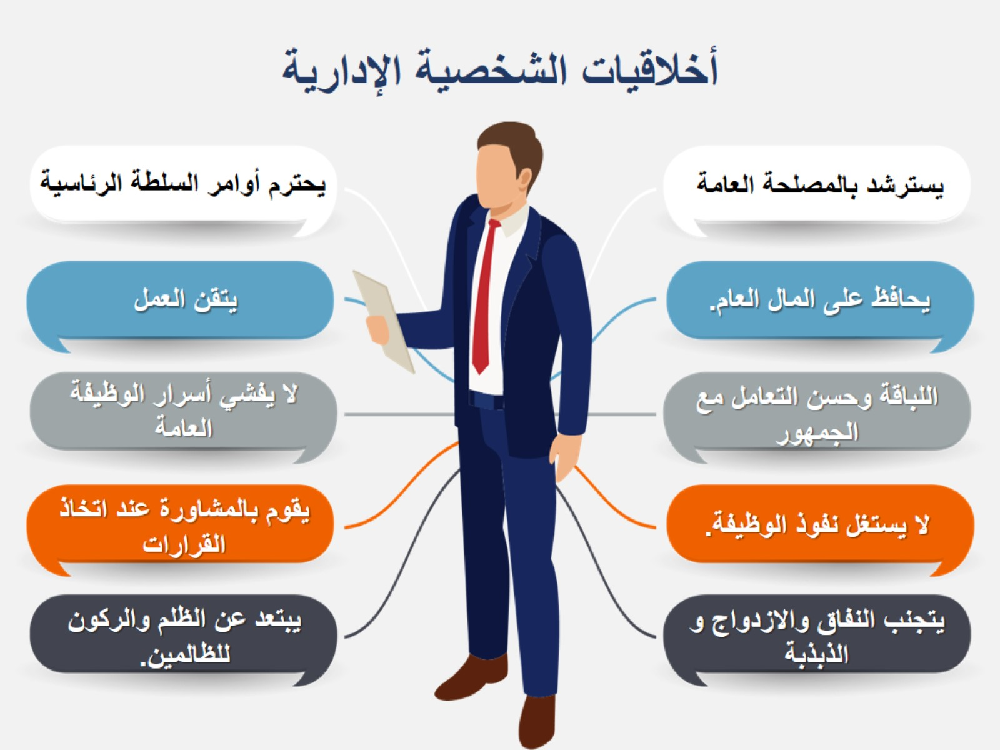 أخلاقيات الشخصية الإدارية
يسترشد بالمصلحة العامة
يحافظ على المال العام.
اللباقة وحسن التعامل مع
الجمهور
لا يستغل نفوذ الوظيفة.
يتجنب النفاق والازدواج و
الذبذبة
يحترم أوامر السلطة الرئاسية
يتقن العمل
لا يفشي أسرار الوظيفة
العامة
يقوم بالمشاورة عند اتخاذ
القرارات
يبتعد عن الظلم والركون
للظالمين.